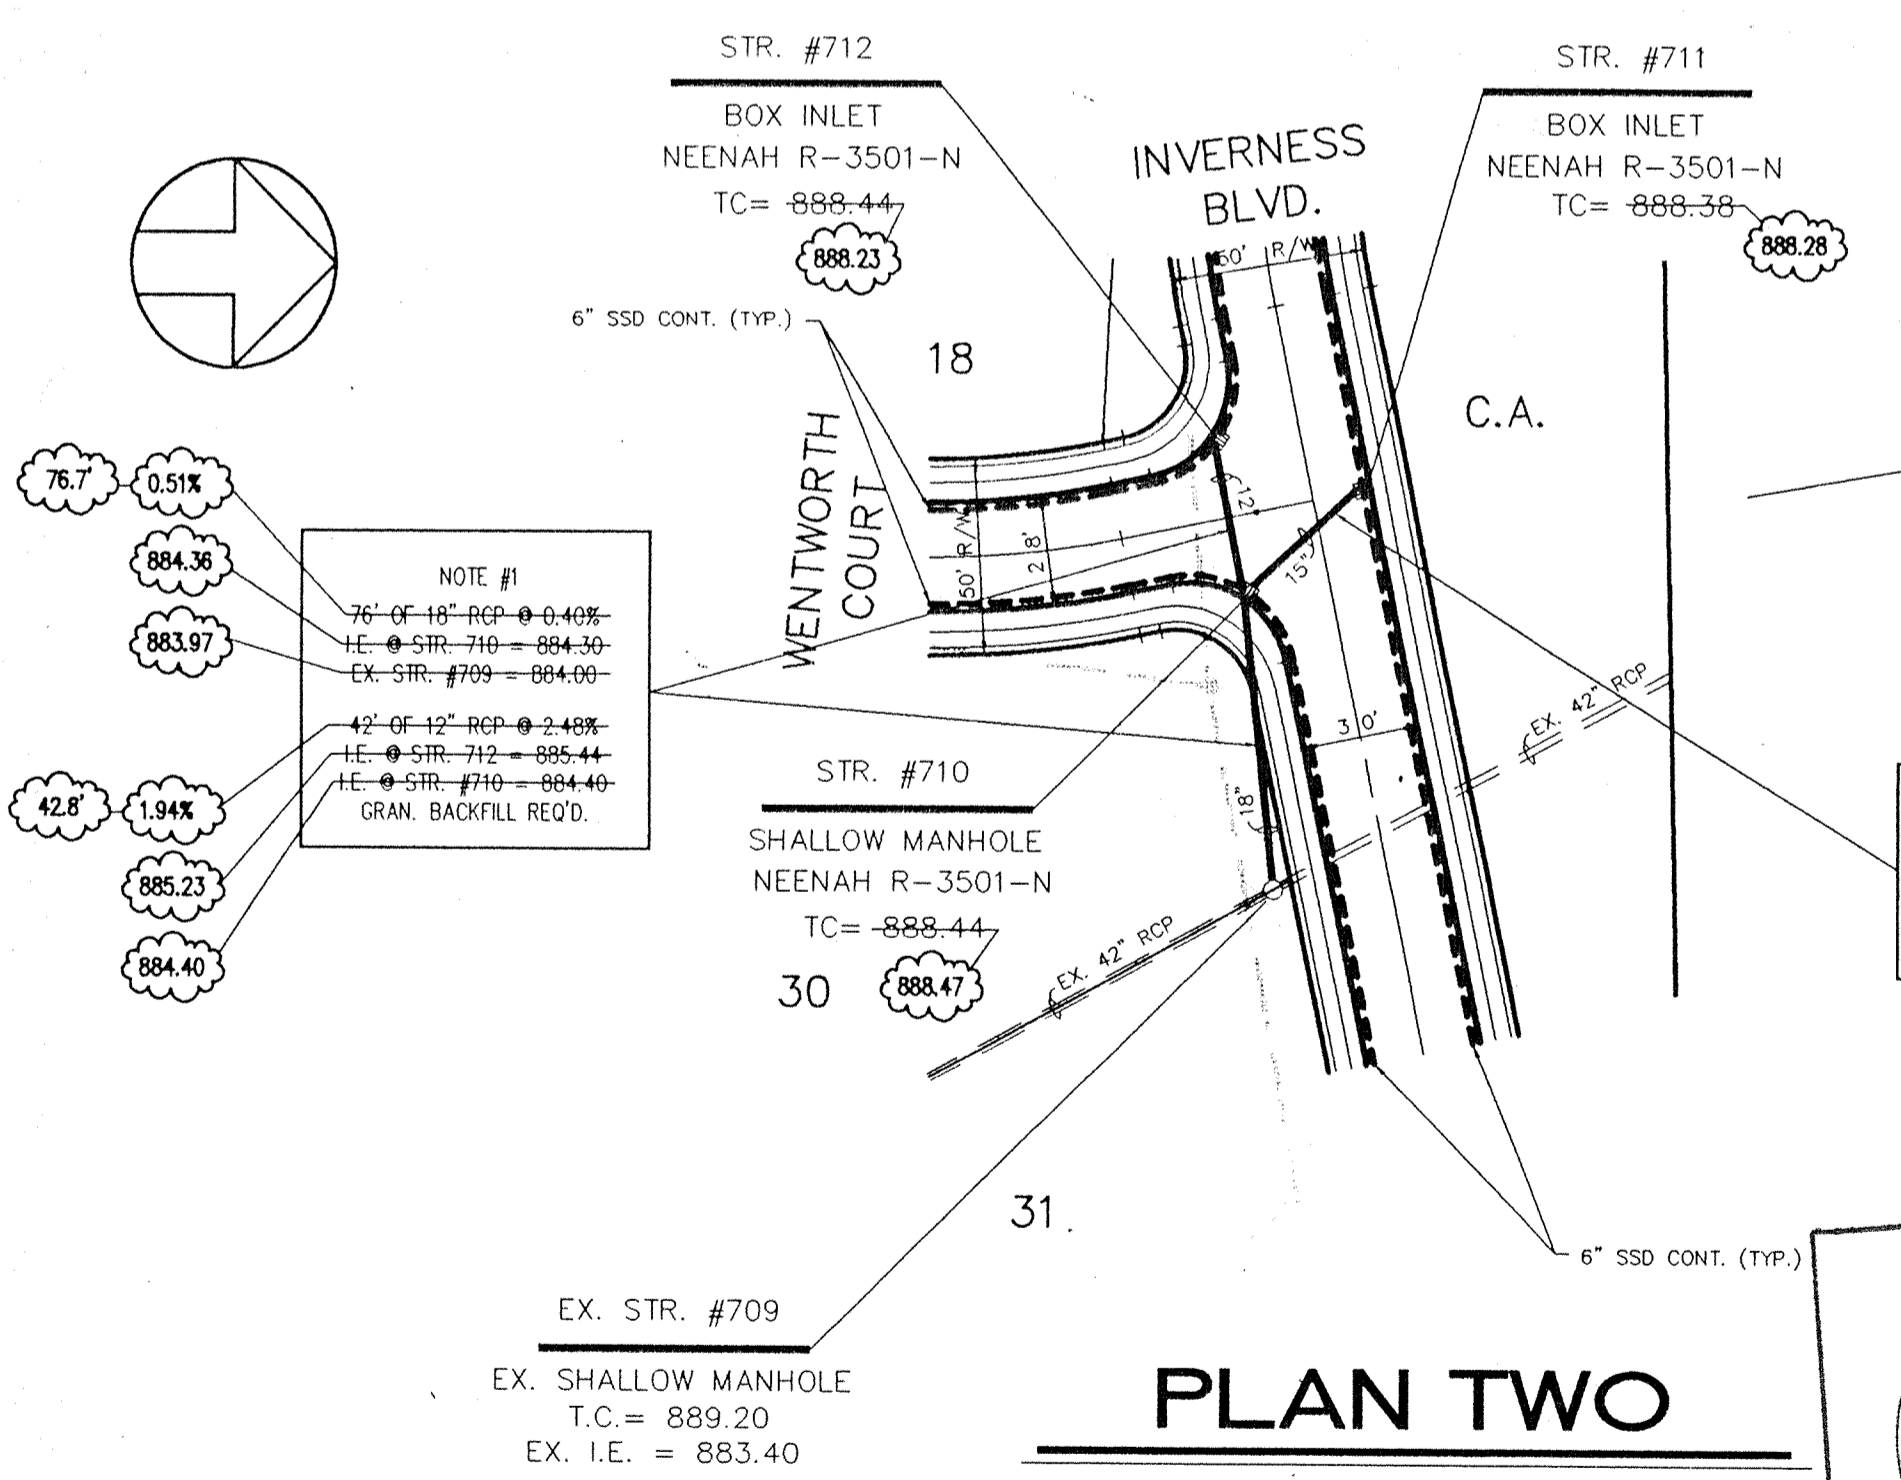 STR. #712
BOX INLET
NEENAH R-3501-N
TC= 888.44
888.23
STR. #711
BOX INLET
NEENAH R-3501-N
TC= 888.38
888.28
INVERNESS
BLVD.
50' R/W
6" SSD CONT. (TYP.)
18
C.A.
WENTWORTH
COURT
50' R/W
28'
12"
15"
76.7'
0.51%
884.36
883.97
NOTE #1
76' OF 18" RCP @ 0.40%
I.E. @ STR. 710 = 884.30
EX. STR. #709 = 884.00
42' OF 12" RCP @ 2.48%
I.E. @ STR. 712 = 885.44
I.E. @ STR. #710 = 884.40
GRAN. BACKFILL REQ'D.
42.8'
1.94%
885.23
884.40
EX. 42" RCP
30'
18"
STR. #710
SHALLOW MANHOLE
NEENAH R-3501-N
TC= 888.44
888.47
30
EX. 42" RCP
31
6" SSD CONT. (TYP.)
EX. STR. #709
EX. SHALLOW MANHOLE
T.C.= 889.20
EX. I.E. = 883.40
PLAN TWO